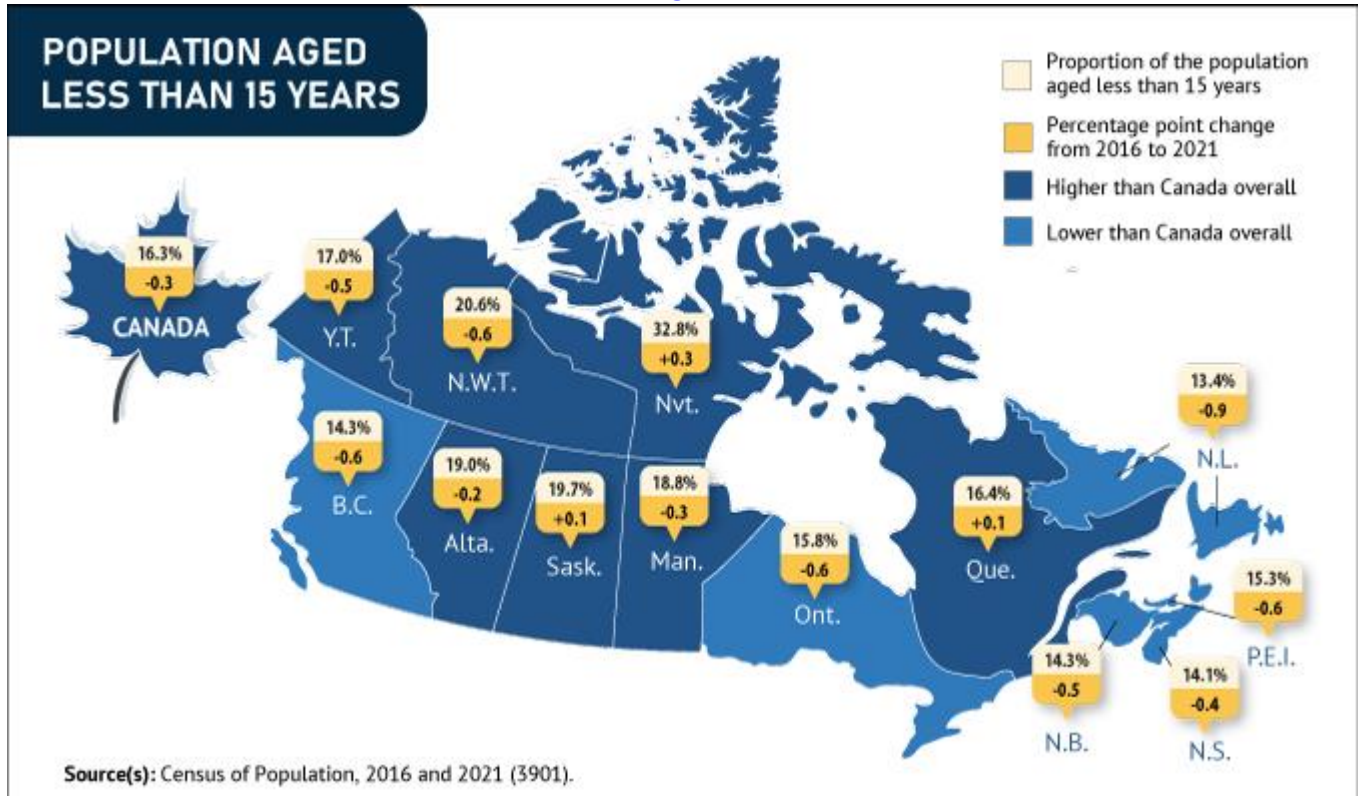 POPULATION AGED
LESS THAN 15 YEARS
Proportion of the population
aged less than 15 years
Percentage point change
from 2016 to 2021
Higher than Canada overall
Lower than Canada overall
16.3%
-0.3
CANADA
17.0%
-0.5
Y.T.
20.6%
-0.6
N.W.T.
32.8%
+0.3
Nvt.
14.3%
-0.6
B.C.
19.0%
-0.2
Alta.
19.7%
+0.1
Sask.
18.8%
-0.3
Man.
15.8%
-0.6
Ont.
16.4%
+0.1
Que.
13.4%
-0.9
N.L.
15.3%
-0.6
P.E.I.
14.3%
-0.5
N.B.
14.1%
-0.4
N.S.
Source(s): Census of Population, 2016 and 2021 (3901).